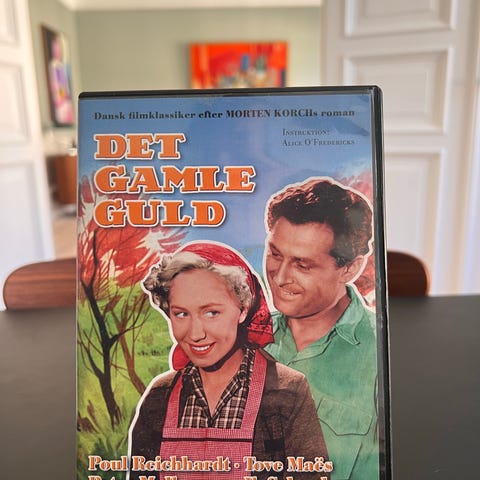 Dansk filmklassiker efter MORTEN KORCHs roman
INSTRUKTION:
ALICE O'FREDERICKS
DET
GAMLE
GULD
Poul Reichhardt · Tove Maës